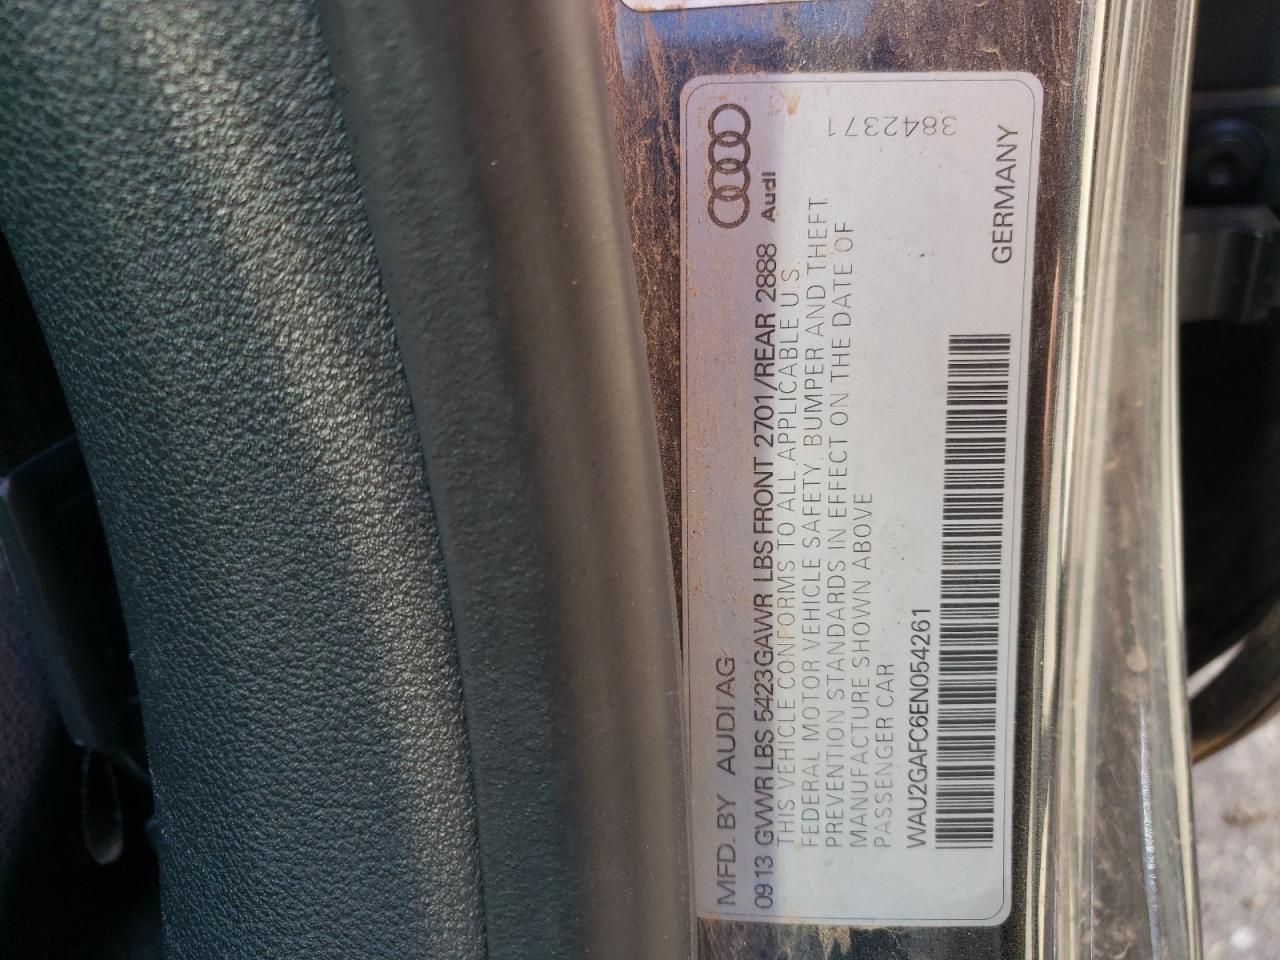 MFD. BY AUDI AG
Audi
09 13 GVWR LBS 5423 GAWR LBS FRONT 2701/REAR 2888
THIS VEHICLE CONFORMS TO ALL APPLICABLE U.S.
FEDERAL MOTOR VEHICLE SAFETY, BUMPER AND THEFT
PREVENTION STANDARDS IN EFFECT ON THE DATE OF
MANUFACTURE SHOWN ABOVE
PASSENGER CAR
3842371
WAU2GAFC6EN054261
GERMANY